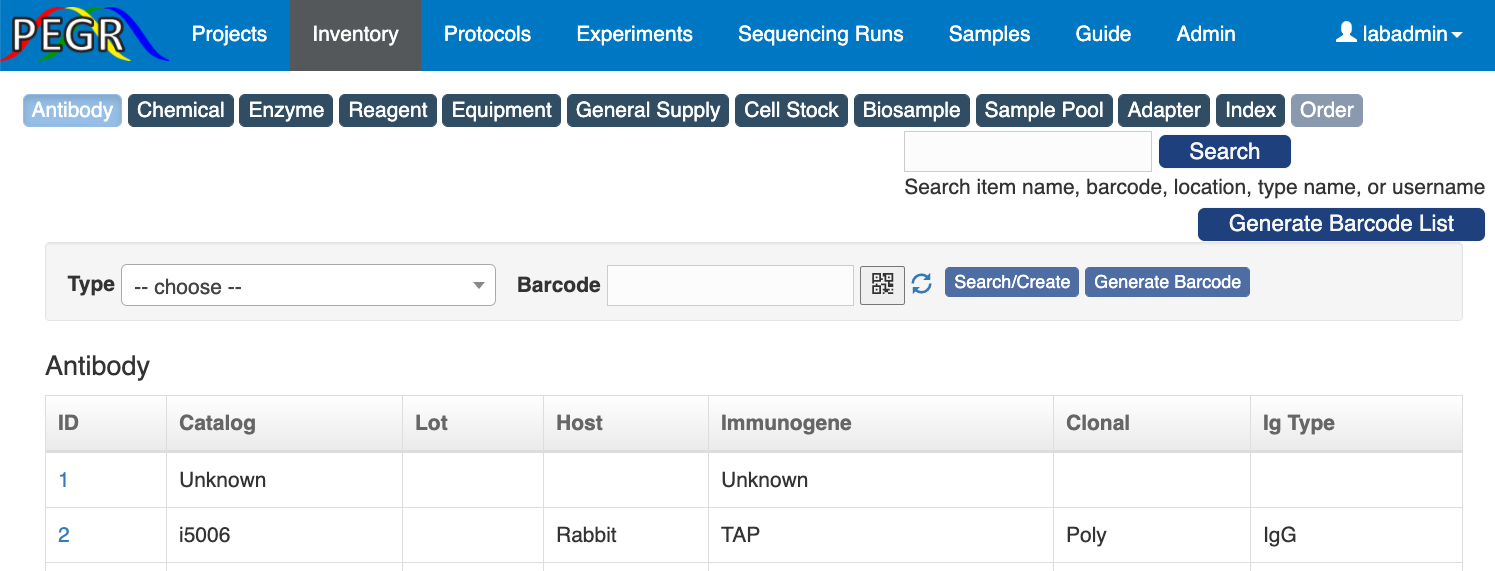 PEGR Projects Inventory Protocols Experiments Sequencing Runs Samples Guide Admin labadmin
Antibody Chemical Enzyme Reagent Equipment General Supply Cell Stock Biosample Sample Pool Adapter Index Order
Search
Search item name, barcode, location, type name, or username
Generate Barcode List
Type -- choose -- Barcode Search/Create Generate Barcode
Antibody
ID Catalog Lot Host Immunogene Clonal Ig Type
1 Unknown Unknown
2 i5006 Rabbit TAP Poly IgG